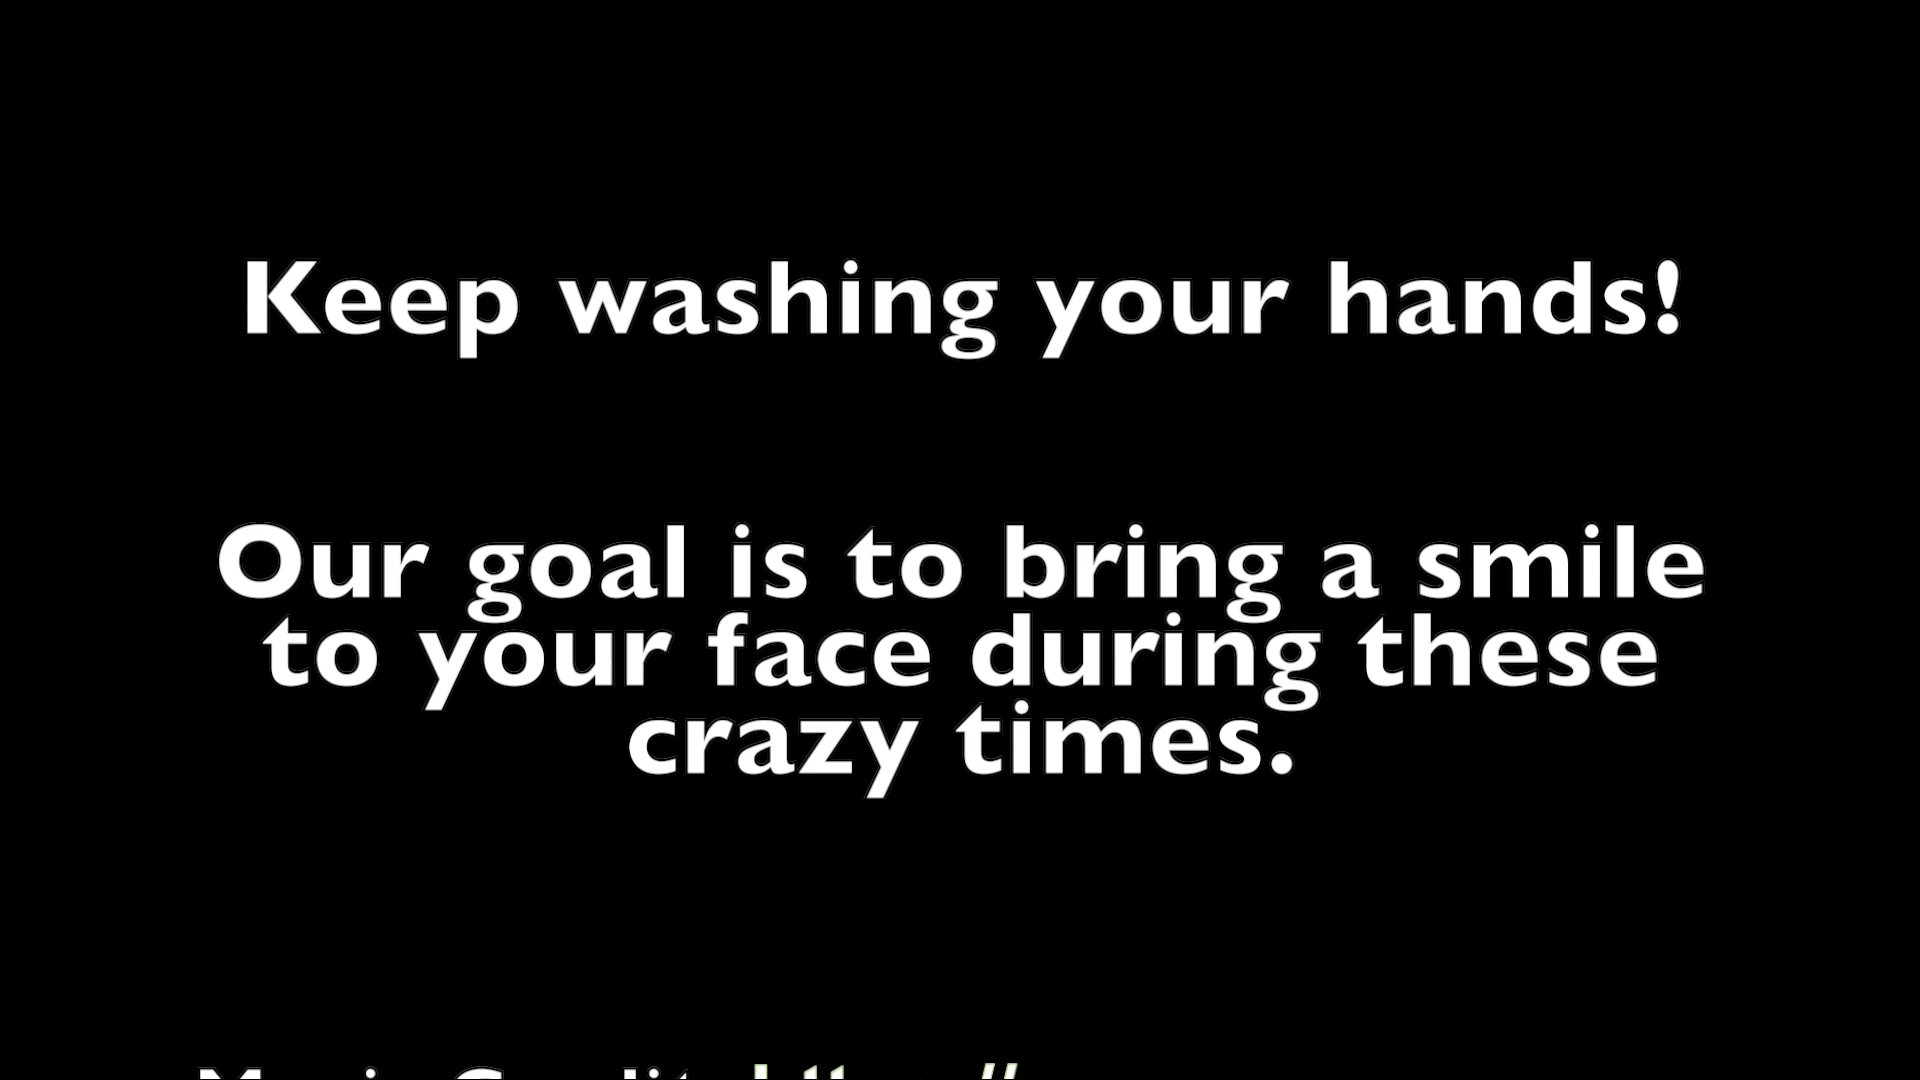 Keep washing your hands!
Our goal is to bring a smile
to your face during these
crazy times.